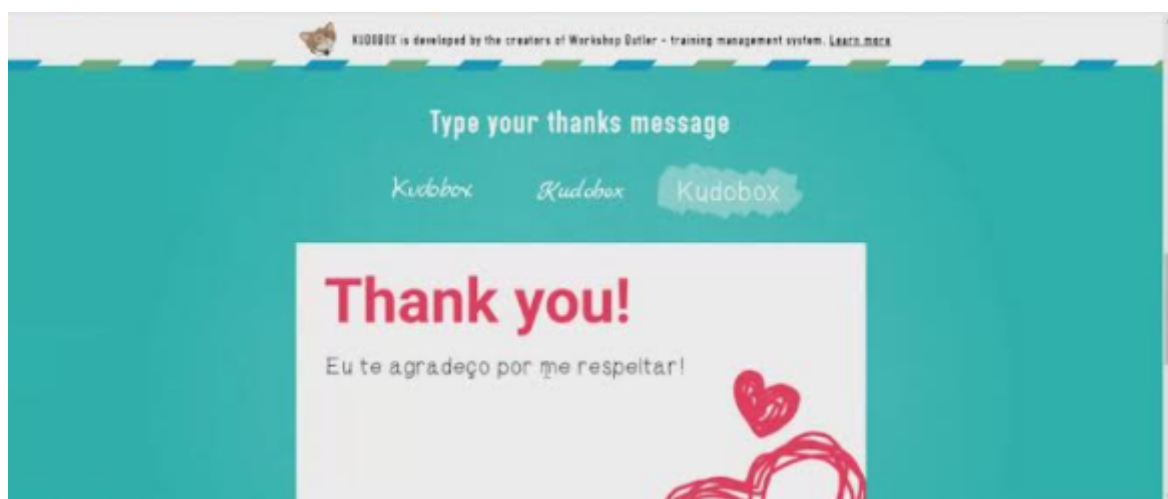 KUDOBOX is developed by the creators of Workshop Butler - training management system. Learn more
Type your thanks message
Kudobox Kudobox Kudobox
Thank you!
Eu te agradeço por me respeitar!